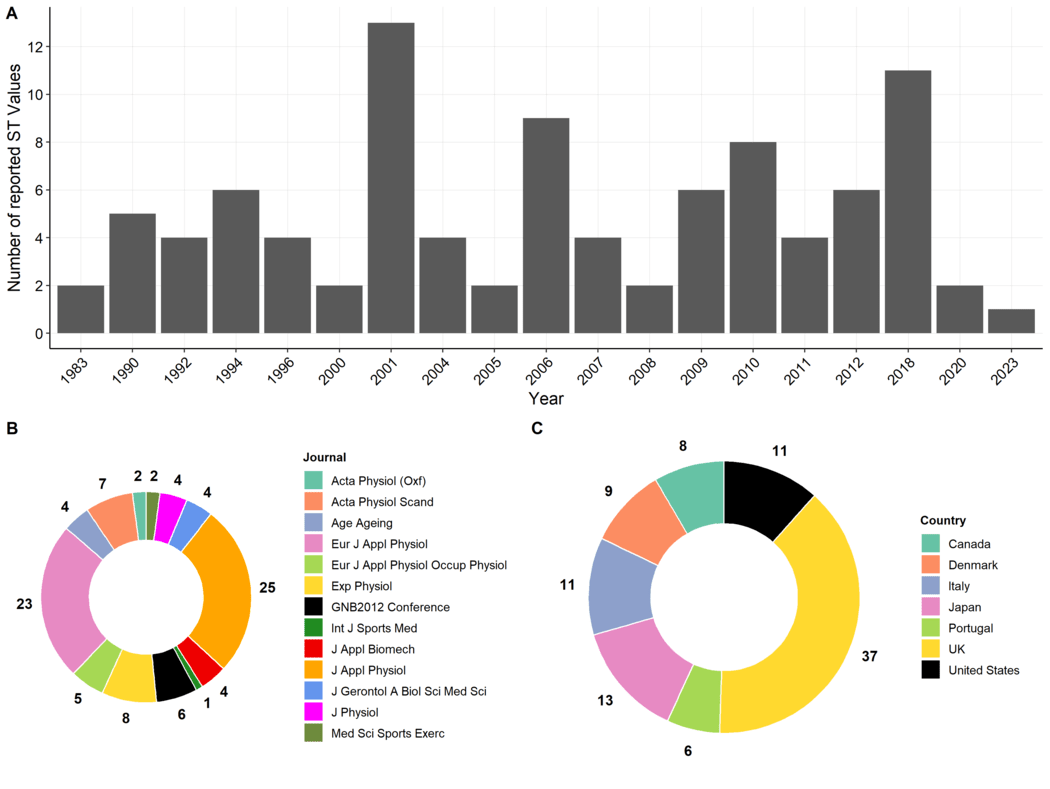 A
Number of reported ST Values
12
10
8
6
4
2
0
1983 1990 1992 1994 1996 2000 2001 2004 2005 2006 2007 2008 2009 2010 2011 2012 2018 2020 2023
Year
B
2 2 4 4 25 4 1 6 8 5 23 4 7
Journal
Acta Physiol (Oxf)
Acta Physiol Scand
Age Ageing
Eur J Appl Physiol
Eur J Appl Physiol Occup Physiol
Exp Physiol
GNB2012 Conference
Int J Sports Med
J Appl Biomech
J Appl Physiol
J Gerontol A Biol Sci Med Sci
J Physiol
Med Sci Sports Exerc
C
8 11 37 6 13 11 9
Country
Canada
Denmark
Italy
Japan
Portugal
UK
United States